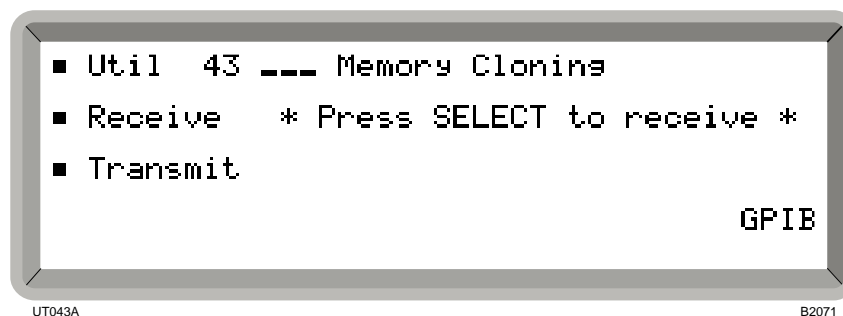 ▪ Util 43 ___ Memory Cloning
▪ Receive * Press SELECT to receive *
▪ Transmit
GPIB
UT043A B2071